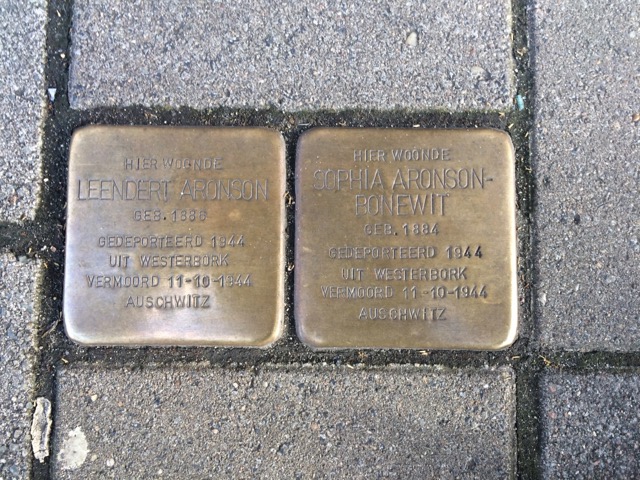 HIER WOONDE
LEENDERT ARONSON
GEB. 1886
GEDEPORTEERD 1944
UIT WESTERBORK
VERMOORD 11-10-1944
AUSCHWITZ
HIER WOONDE
SOPHIA ARONSON-
BONEWIT
GEB. 1884
GEDEPORTEERD 1944
UIT WESTERBORK
VERMOORD 11-10-1944
AUSCHWITZ